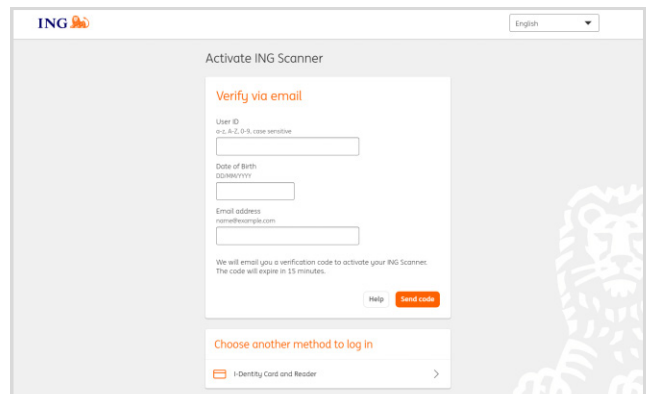 ING
English
Activate ING Scanner
Verify via email
User ID
a-z, A-Z, 0-9, case sensitive
Date of Birth
DD/MM/YYYY
Email address
name@example.com
We will email you a verification code to activate your ING Scanner.
The code will expire in 15 minutes.
Help Send code
Choose another method to log in
I-Dentity Card and Reader